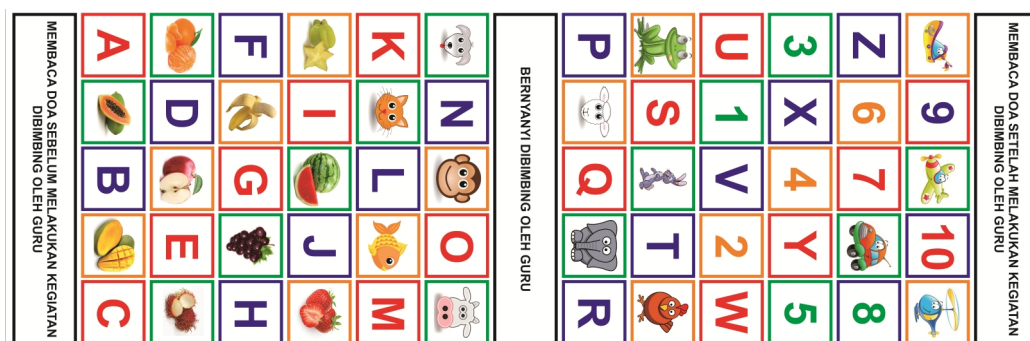 MEMBACA DOA SETELAH MELAKUKAN KEGIATAN
DIBIMBING OLEH GURU
9 10
Z 6 7 8
3 X 4 Y 5
U 1 V 2 W
S T
P Q R
BERNYANYI DIBIMBING OLEH GURU
N O
K L M
I J
F G H
D E
A B C
MEMBACA DOA SEBELUM MELAKUKAN KEGIATAN
DIBIMBING OLEH GURU